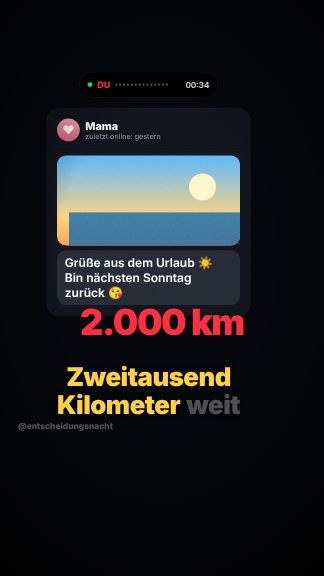 DU 00:34
Mama
zuletzt online: gestern
Grüße aus dem Urlaub ☀️
Bin nächsten Sonntag
zurück 😘
2.000 km
Zweitausend
Kilometer weit
@entscheidungsnacht